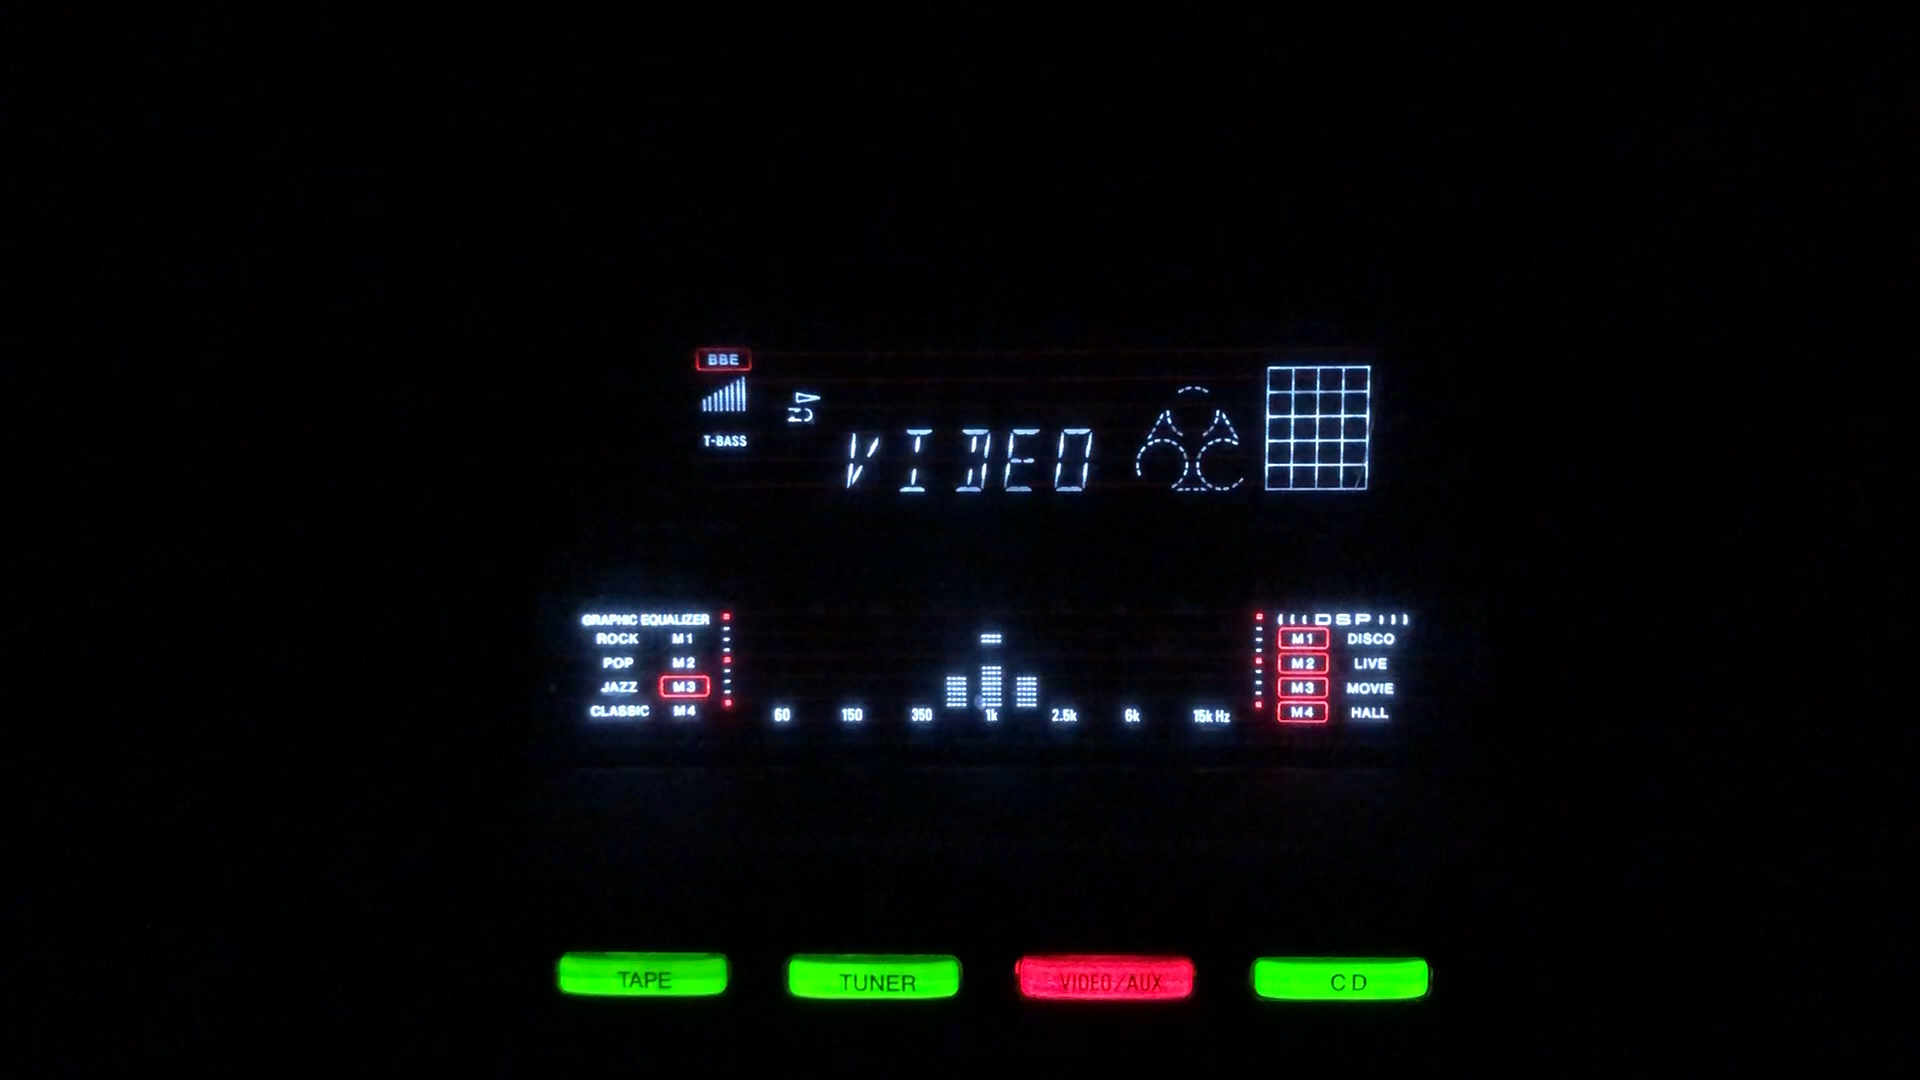 BBE
T-BASS
VIDEO
GRAPHIC EQUALIZER
ROCK M1
POP M2
JAZZ M3
CLASSIC M4
60 150 350 1k 2.5k 6k 15k Hz
DSP
M1 DISCO
M2 LIVE
M3 MOVIE
M4 HALL
TAPE TUNER VIDEO/AUX CD